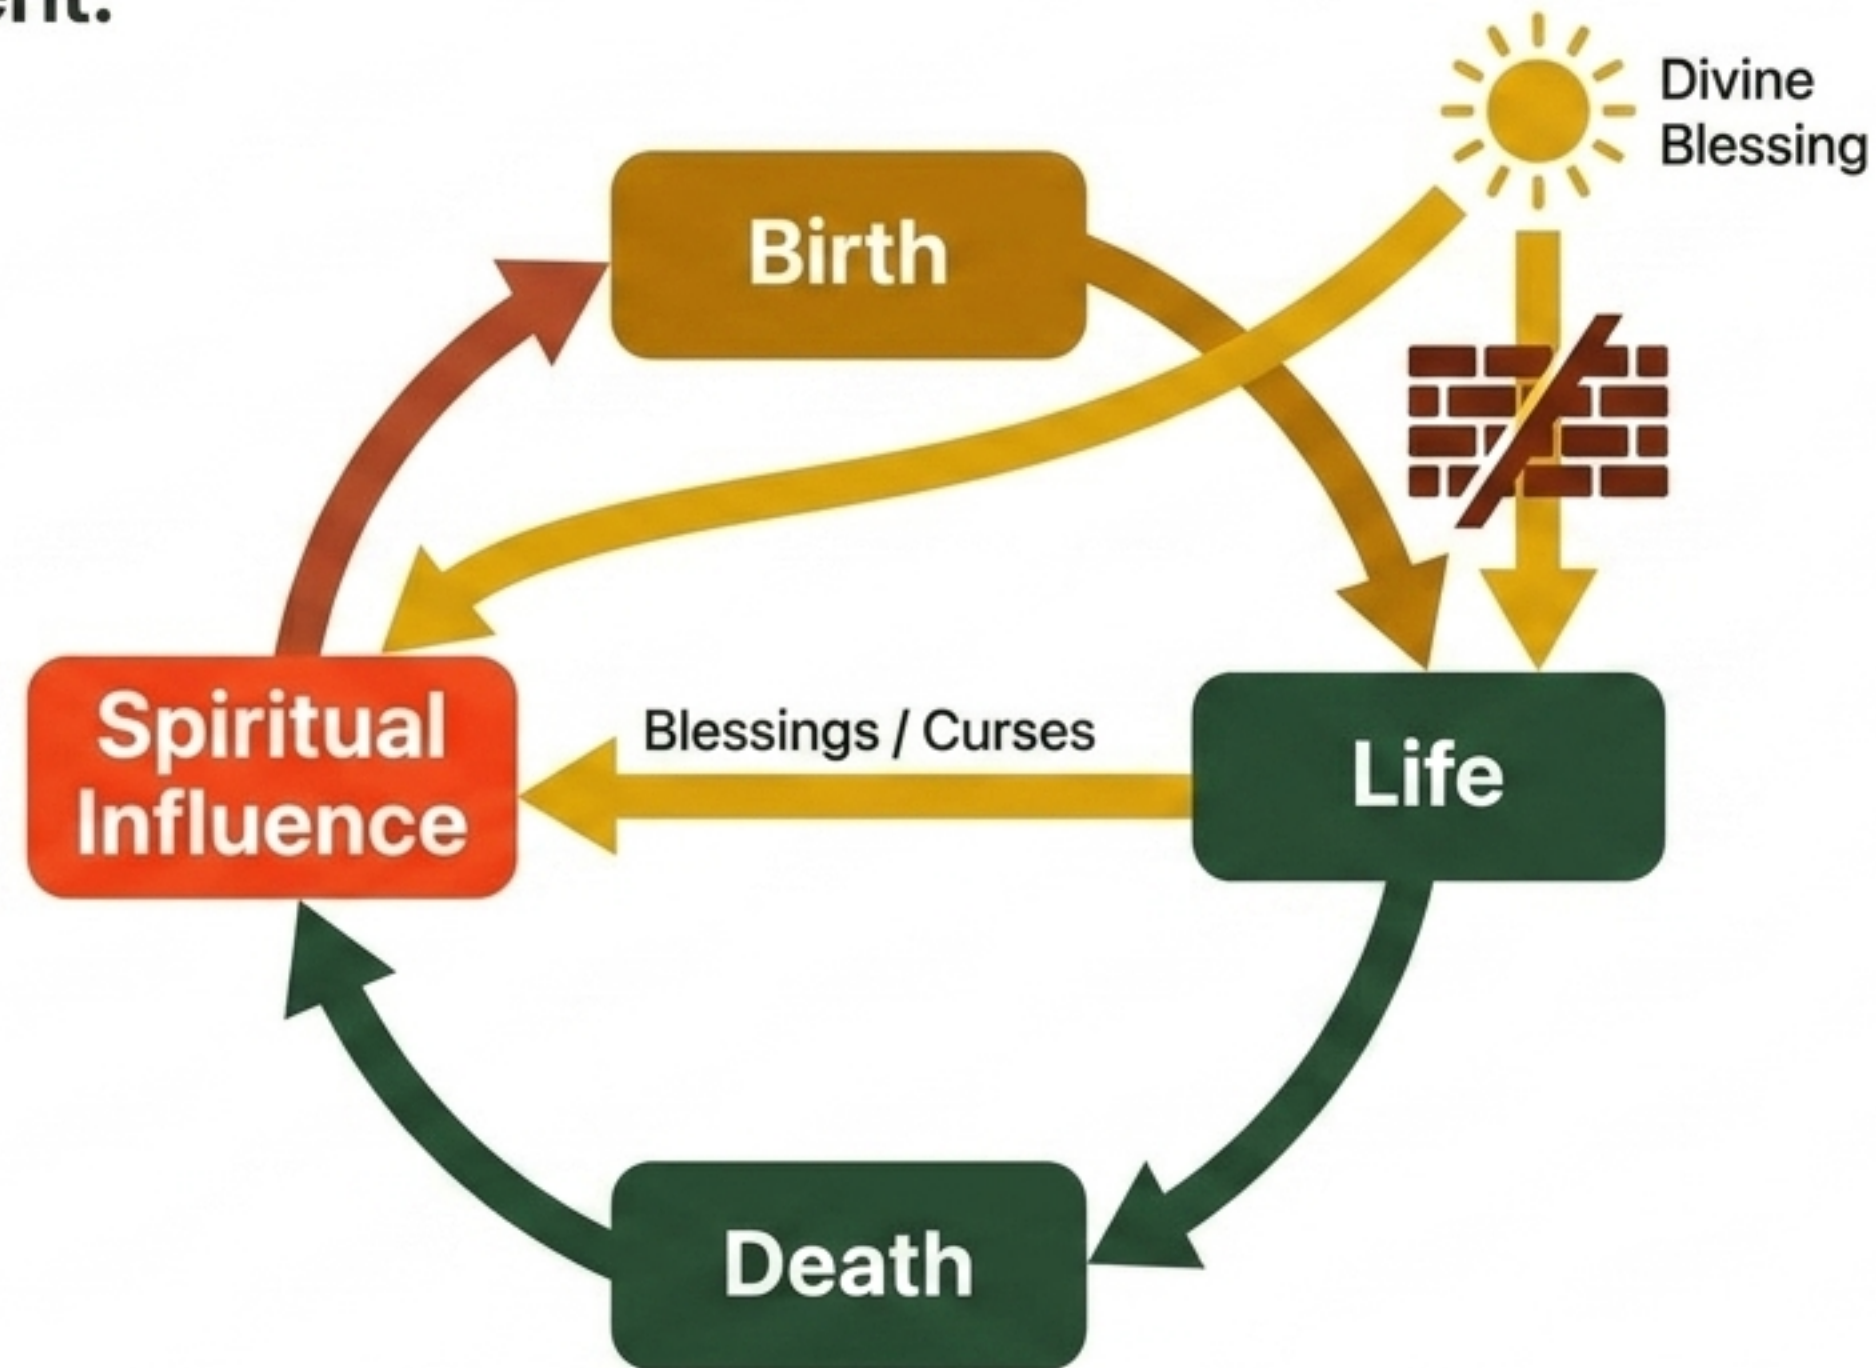 Divine
Blessing
Birth
Spiritual
Influence
Blessings / Curses
Life
Death